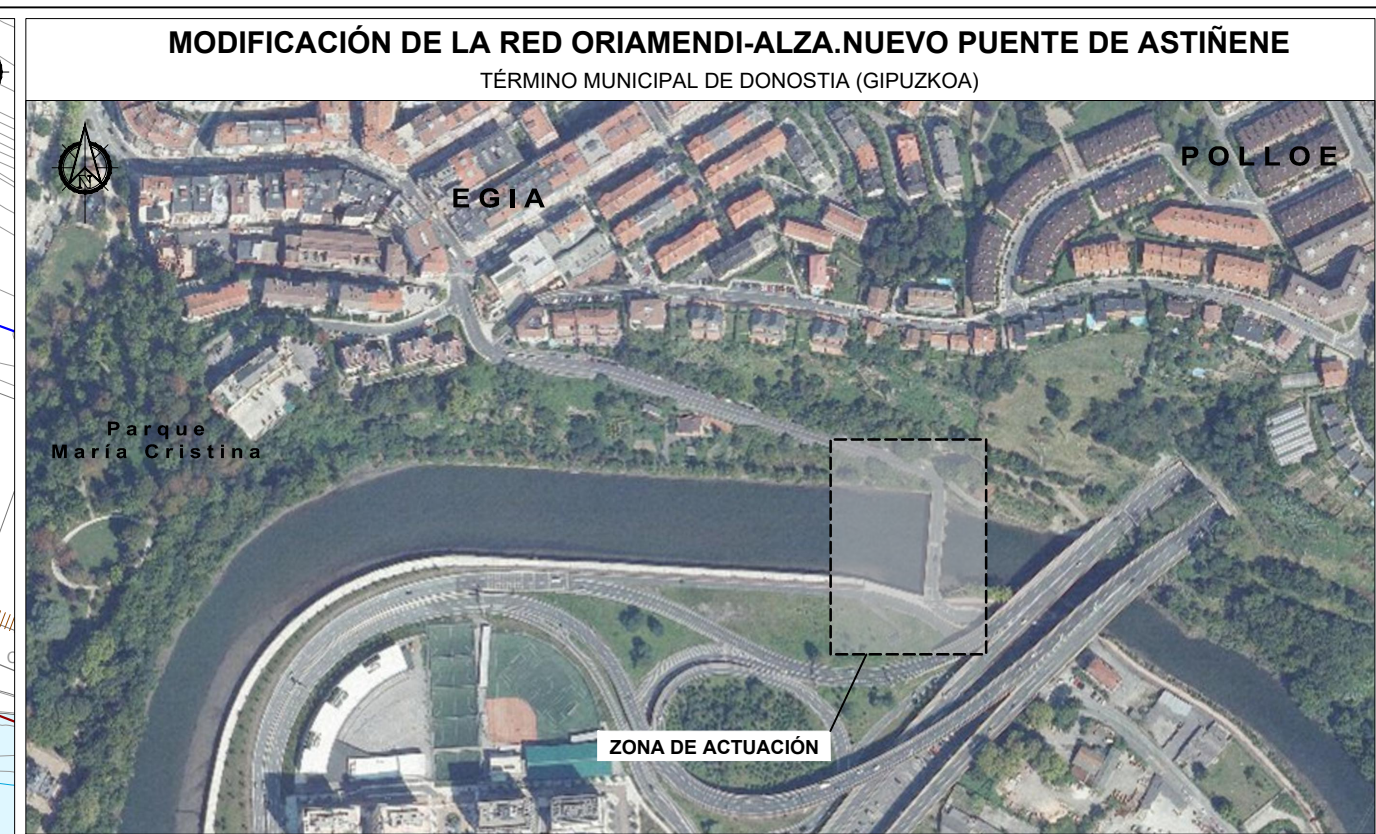 MODIFICACIÓN DE LA RED ORIAMENDI-ALZA.NUEVO PUENTE DE ASTIÑENE
TÉRMINO MUNICIPAL DE DONOSTIA (GIPUZKOA)
N
EGIA
POLLOE
Parque
María Cristina
ZONA DE ACTUACIÓN